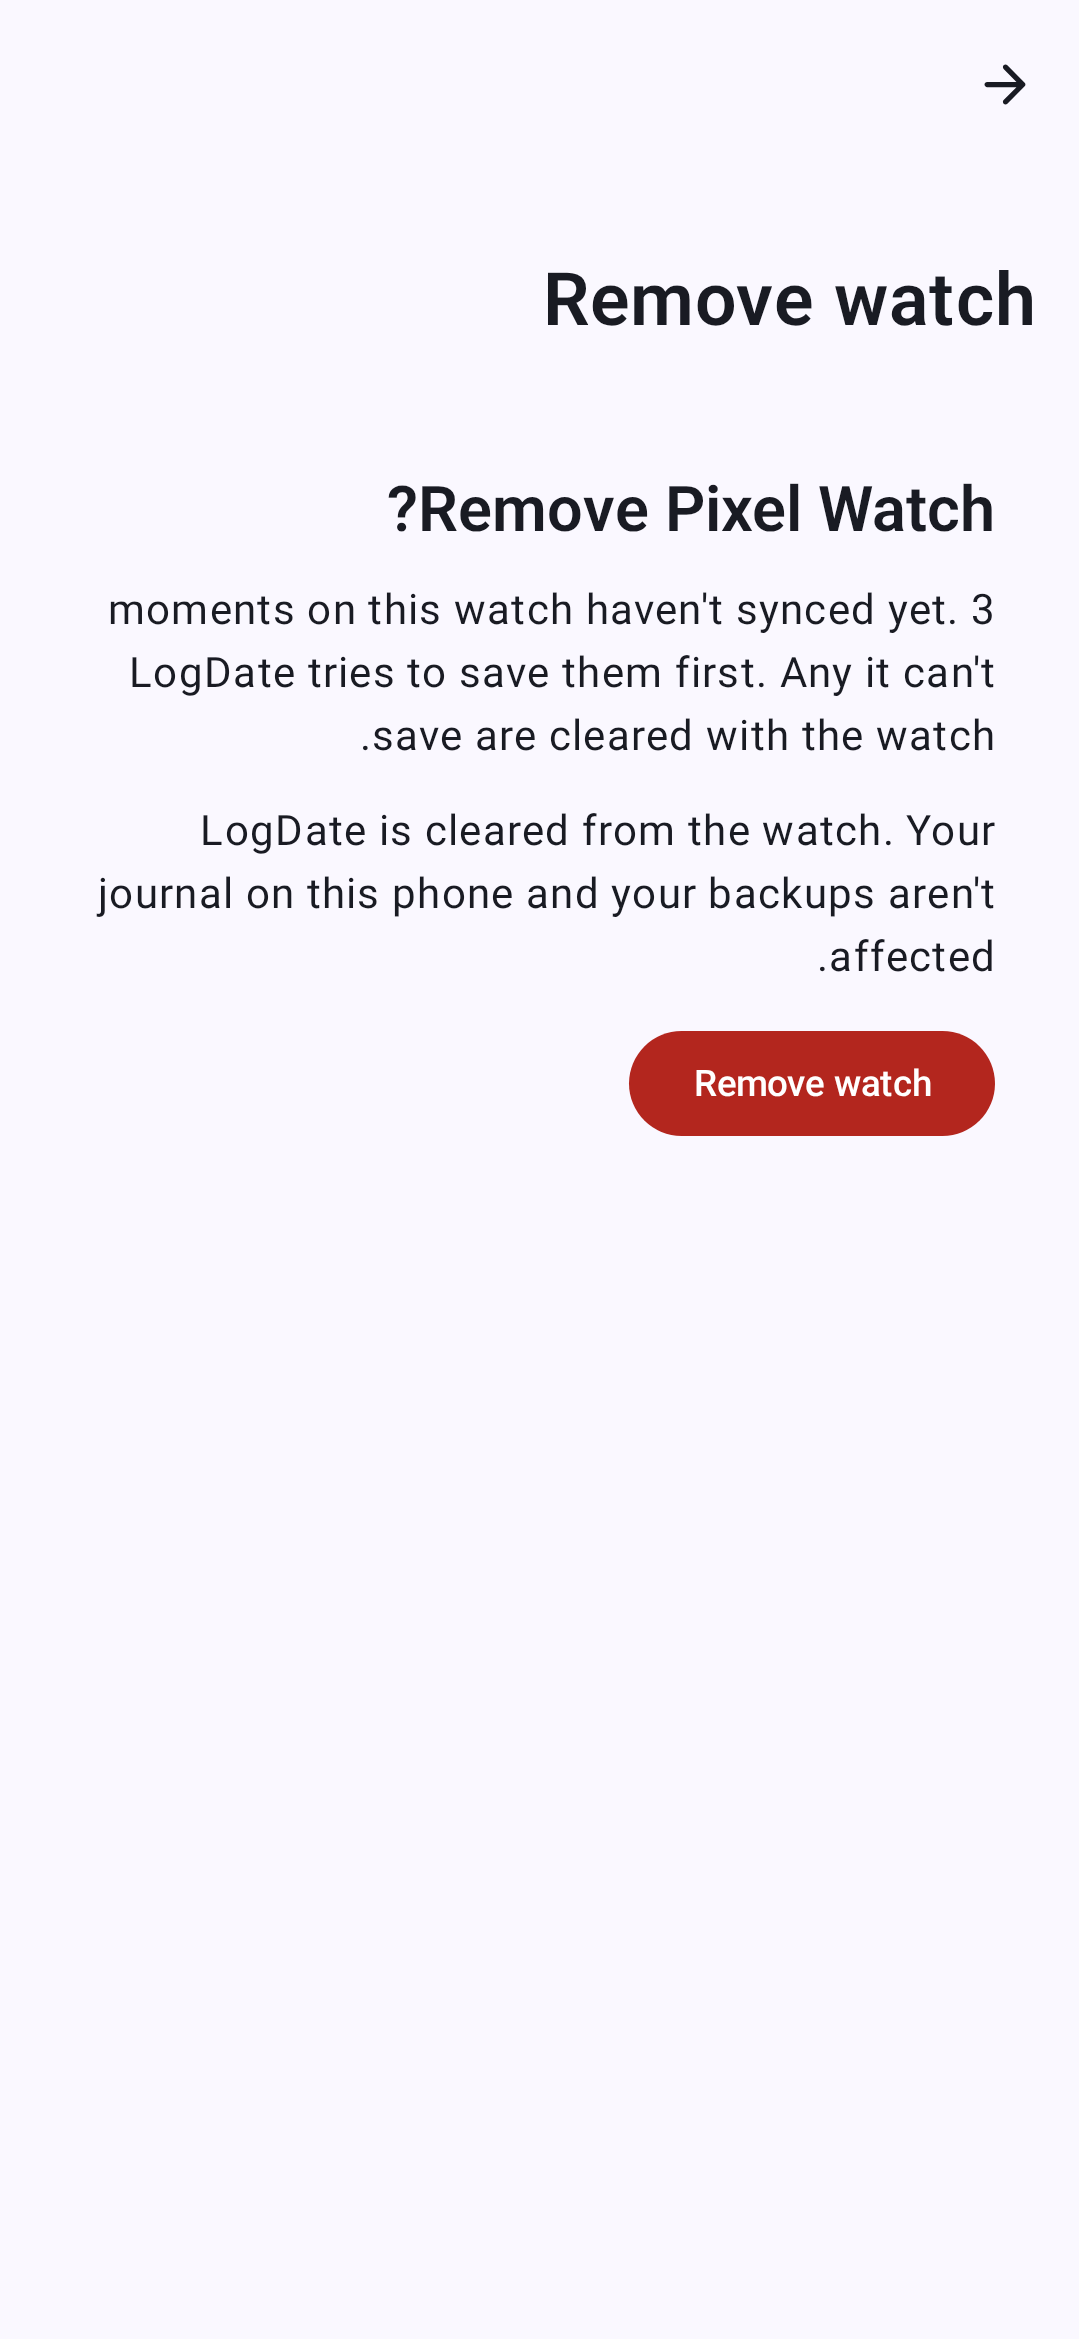 Remove watch
?Remove Pixel Watch
moments on this watch haven't synced yet. 3
LogDate tries to save them first. Any it can't
.save are cleared with the watch
LogDate is cleared from the watch. Your
journal on this phone and your backups aren't
.affected
Remove watch